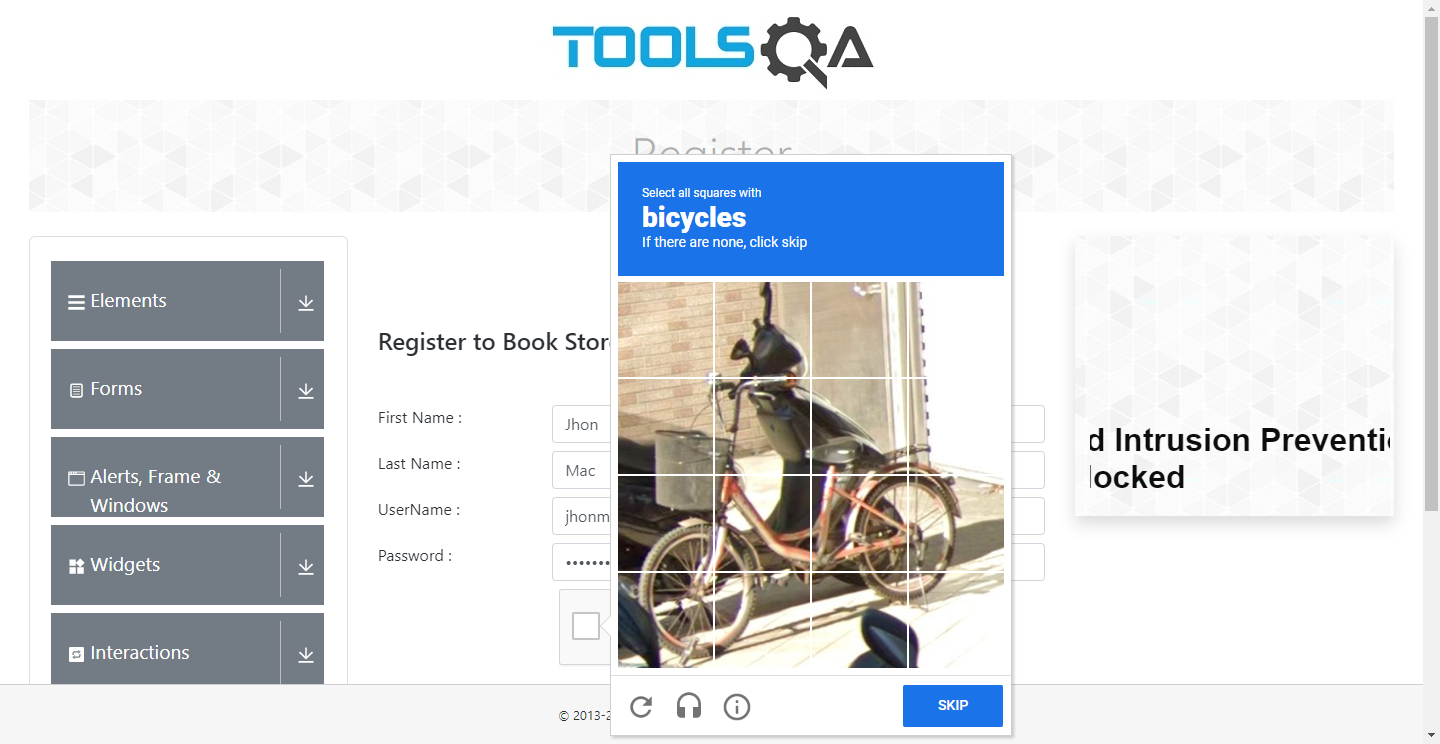 TOOLSQA
Register
Select all squares with
bicycles
If there are none, click skip
Elements
Forms
Alerts, Frame &
Windows
Widgets
Interactions
Register to Book Stor
First Name :
Jhon
Last Name :
Mac
UserName :
jhonm
Password :
d Intrusion Preventi
locked
SKIP
© 2013-2